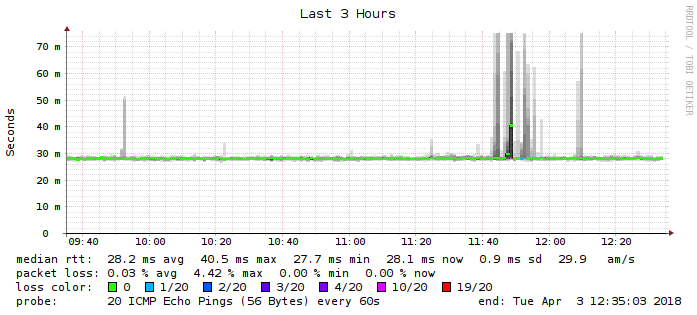 Last 3 Hours
RRDTOOL / TOBI OETIKER
Seconds
70 m
60 m
50 m
40 m
30 m
20 m
10 m
0
09:40 10:00 10:20 10:40 11:00 11:20 11:40 12:00 12:20
median rtt: 28.2 ms avg 40.5 ms max 27.7 ms min 28.1 ms now 0.9 ms sd 29.9 am/s
packet loss: 0.03 % avg 4.42 % max 0.00 % min 0.00 % now
loss color: 0 1/20 2/20 3/20 4/20 10/20 19/20
probe: 20 ICMP Echo Pings (56 Bytes) every 60s end: Tue Apr 3 12:35:03 2018